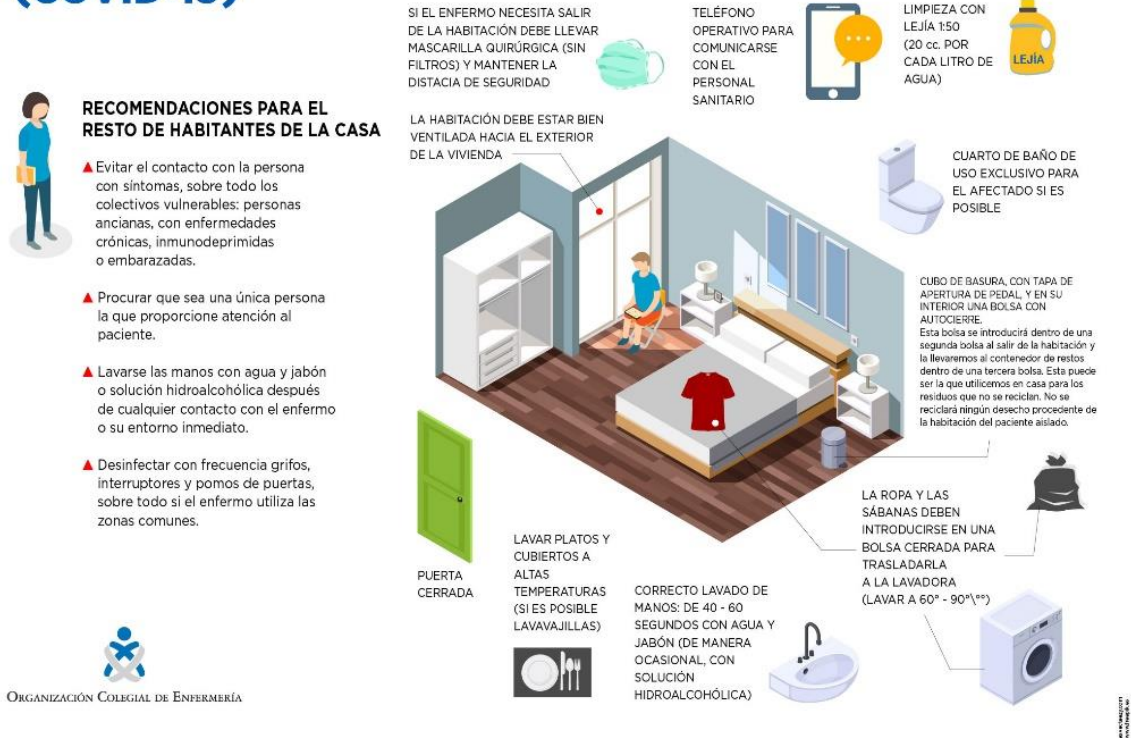 (COVID-19)
RECOMENDACIONES PARA EL
RESTO DE HABITANTES DE LA CASA
Evitar el contacto con la persona
con síntomas, sobre todo los
colectivos vulnerables: personas
ancianas, con enfermedades
crónicas, inmunodeprimidas
o embarazadas.
Procurar que sea una única persona
la que proporcione atención al
paciente.
Lavarse las manos con agua y jabón
o solución hidroalcohólica después
de cualquier contacto con el enfermo
o su entorno inmediato.
Desinfectar con frecuencia grifos,
interruptores y pomos de puertas,
sobre todo si el enfermo utiliza las
zonas comunes.
ORGANIZACIÓN COLEGIAL DE ENFERMERÍA
SI EL ENFERMO NECESITA SALIR
DE LA HABITACIÓN DEBE LLEVAR
MASCARILLA QUIRÚRGICA (SIN
FILTROS) Y MANTENER LA
DISTACIA DE SEGURIDAD
TELÉFONO
OPERATIVO PARA
COMUNICARSE
CON EL
PERSONAL
SANITARIO
LIMPIEZA CON
LEJÍA 1:50
(20 cc. POR
CADA LITRO DE
AGUA)
LEJÍA
LA HABITACIÓN DEBE ESTAR BIEN
VENTILADA HACIA EL EXTERIOR
DE LA VIVIENDA
CUARTO DE BAÑO DE
USO EXCLUSIVO PARA
EL AFECTADO SI ES
POSIBLE
CUBO DE BASURA, CON TAPA DE
APERTURA DE PEDAL, Y EN SU
INTERIOR UNA BOLSA CON
AUTOCIERRE.
Esta bolsa se introducirá dentro de una
segunda bolsa al salir de la habitación y
la llevaremos al contenedor de restos
dentro de una tercera bolsa. Esta puede
ser la que utilicemos en casa para los
residuos que no se reciclan. No se
reciclará ningún desecho procedente de
la habitación del paciente aislado.
LA ROPA Y LAS
SÁBANAS DEBEN
INTRODUCIRSE EN UNA
BOLSA CERRADA PARA
TRASLADARLA
A LA LAVADORA
(LAVAR A 60° - 90°\°°)
PUERTA
CERRADA
LAVAR PLATOS Y
CUBIERTOS A
ALTAS
TEMPERATURAS
(SI ES POSIBLE
LAVAVAJILLAS)
CORRECTO LAVADO DE
MANOS: DE 40 - 60
SEGUNDOS CON AGUA Y
JABÓN (DE MANERA
OCASIONAL, CON
SOLUCIÓN
HIDROALCOHÓLICA)